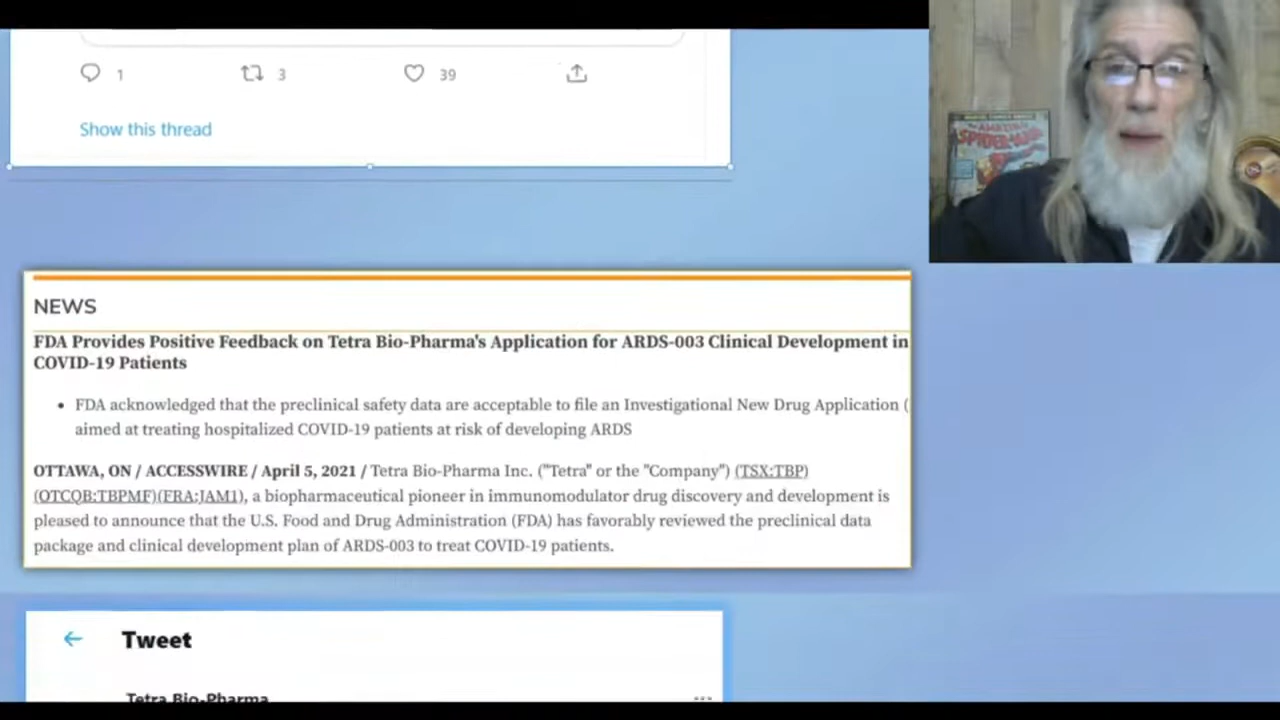 1
3
39
Show this thread
AMAZING
SPIDER-MAN
NEWS
FDA Provides Positive Feedback on Tetra Bio-Pharma's Application for ARDS-003 Clinical Development in
COVID-19 Patients
• FDA acknowledged that the preclinical safety data are acceptable to file an Investigational New Drug Application (
aimed at treating hospitalized COVID-19 patients at risk of developing ARDS
OTTAWA, ON / ACCESSWIRE / April 5, 2021 / Tetra Bio-Pharma Inc. ("Tetra" or the "Company") (TSX:TBP)
(OTCQB:TBPMF)(FRA:JAM1), a biopharmaceutical pioneer in immunomodulator drug discovery and development is
pleased to announce that the U.S. Food and Drug Administration (FDA) has favorably reviewed the preclinical data
package and clinical development plan of ARDS-003 to treat COVID-19 patients.
Tweet
Tetra Bio-Pharma